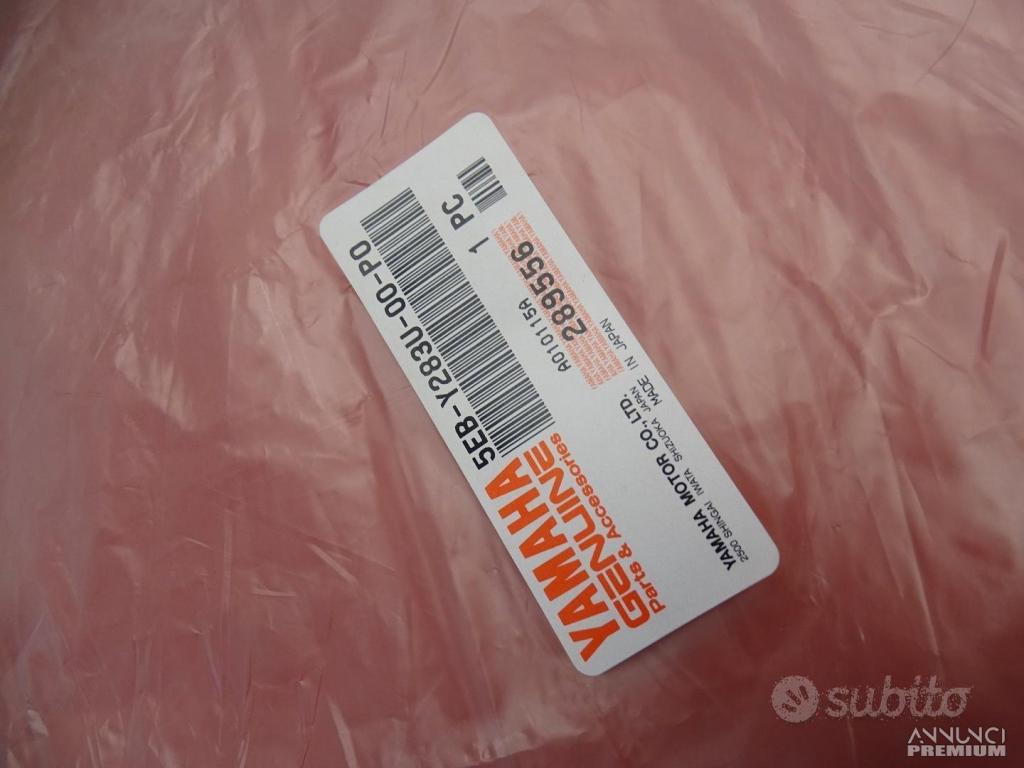 5EB-Y283U-00-P0
1 PC
YAMAHA
GENUINE
Parts & Accessories
A010115A
289556
MADE IN JAPAN
YAMAHA MOTOR CO., LTD.
2500 SHINGAI IWATA SHIZUOKA JAPAN
subito
ANNUNCI
PREMIUM